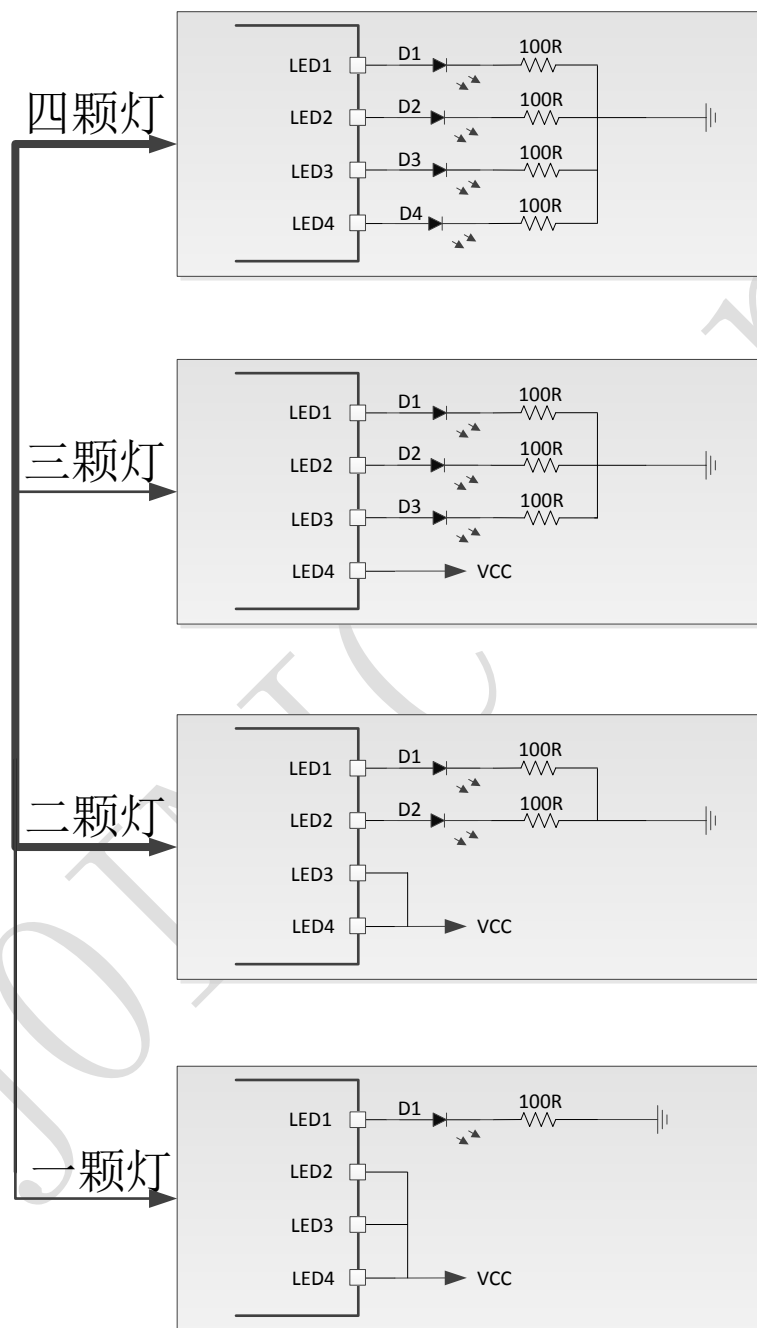 四颗灯
LED1 D1 100R
LED2 D2 100R
LED3 D3 100R
LED4 D4 100R
三颗灯
LED1 D1 100R
LED2 D2 100R
LED3 D3 100R
LED4 VCC
二颗灯
LED1 D1 100R
LED2 D2 100R
LED3
LED4 VCC
一颗灯
LED1 D1 100R
LED2
LED3
LED4 VCC